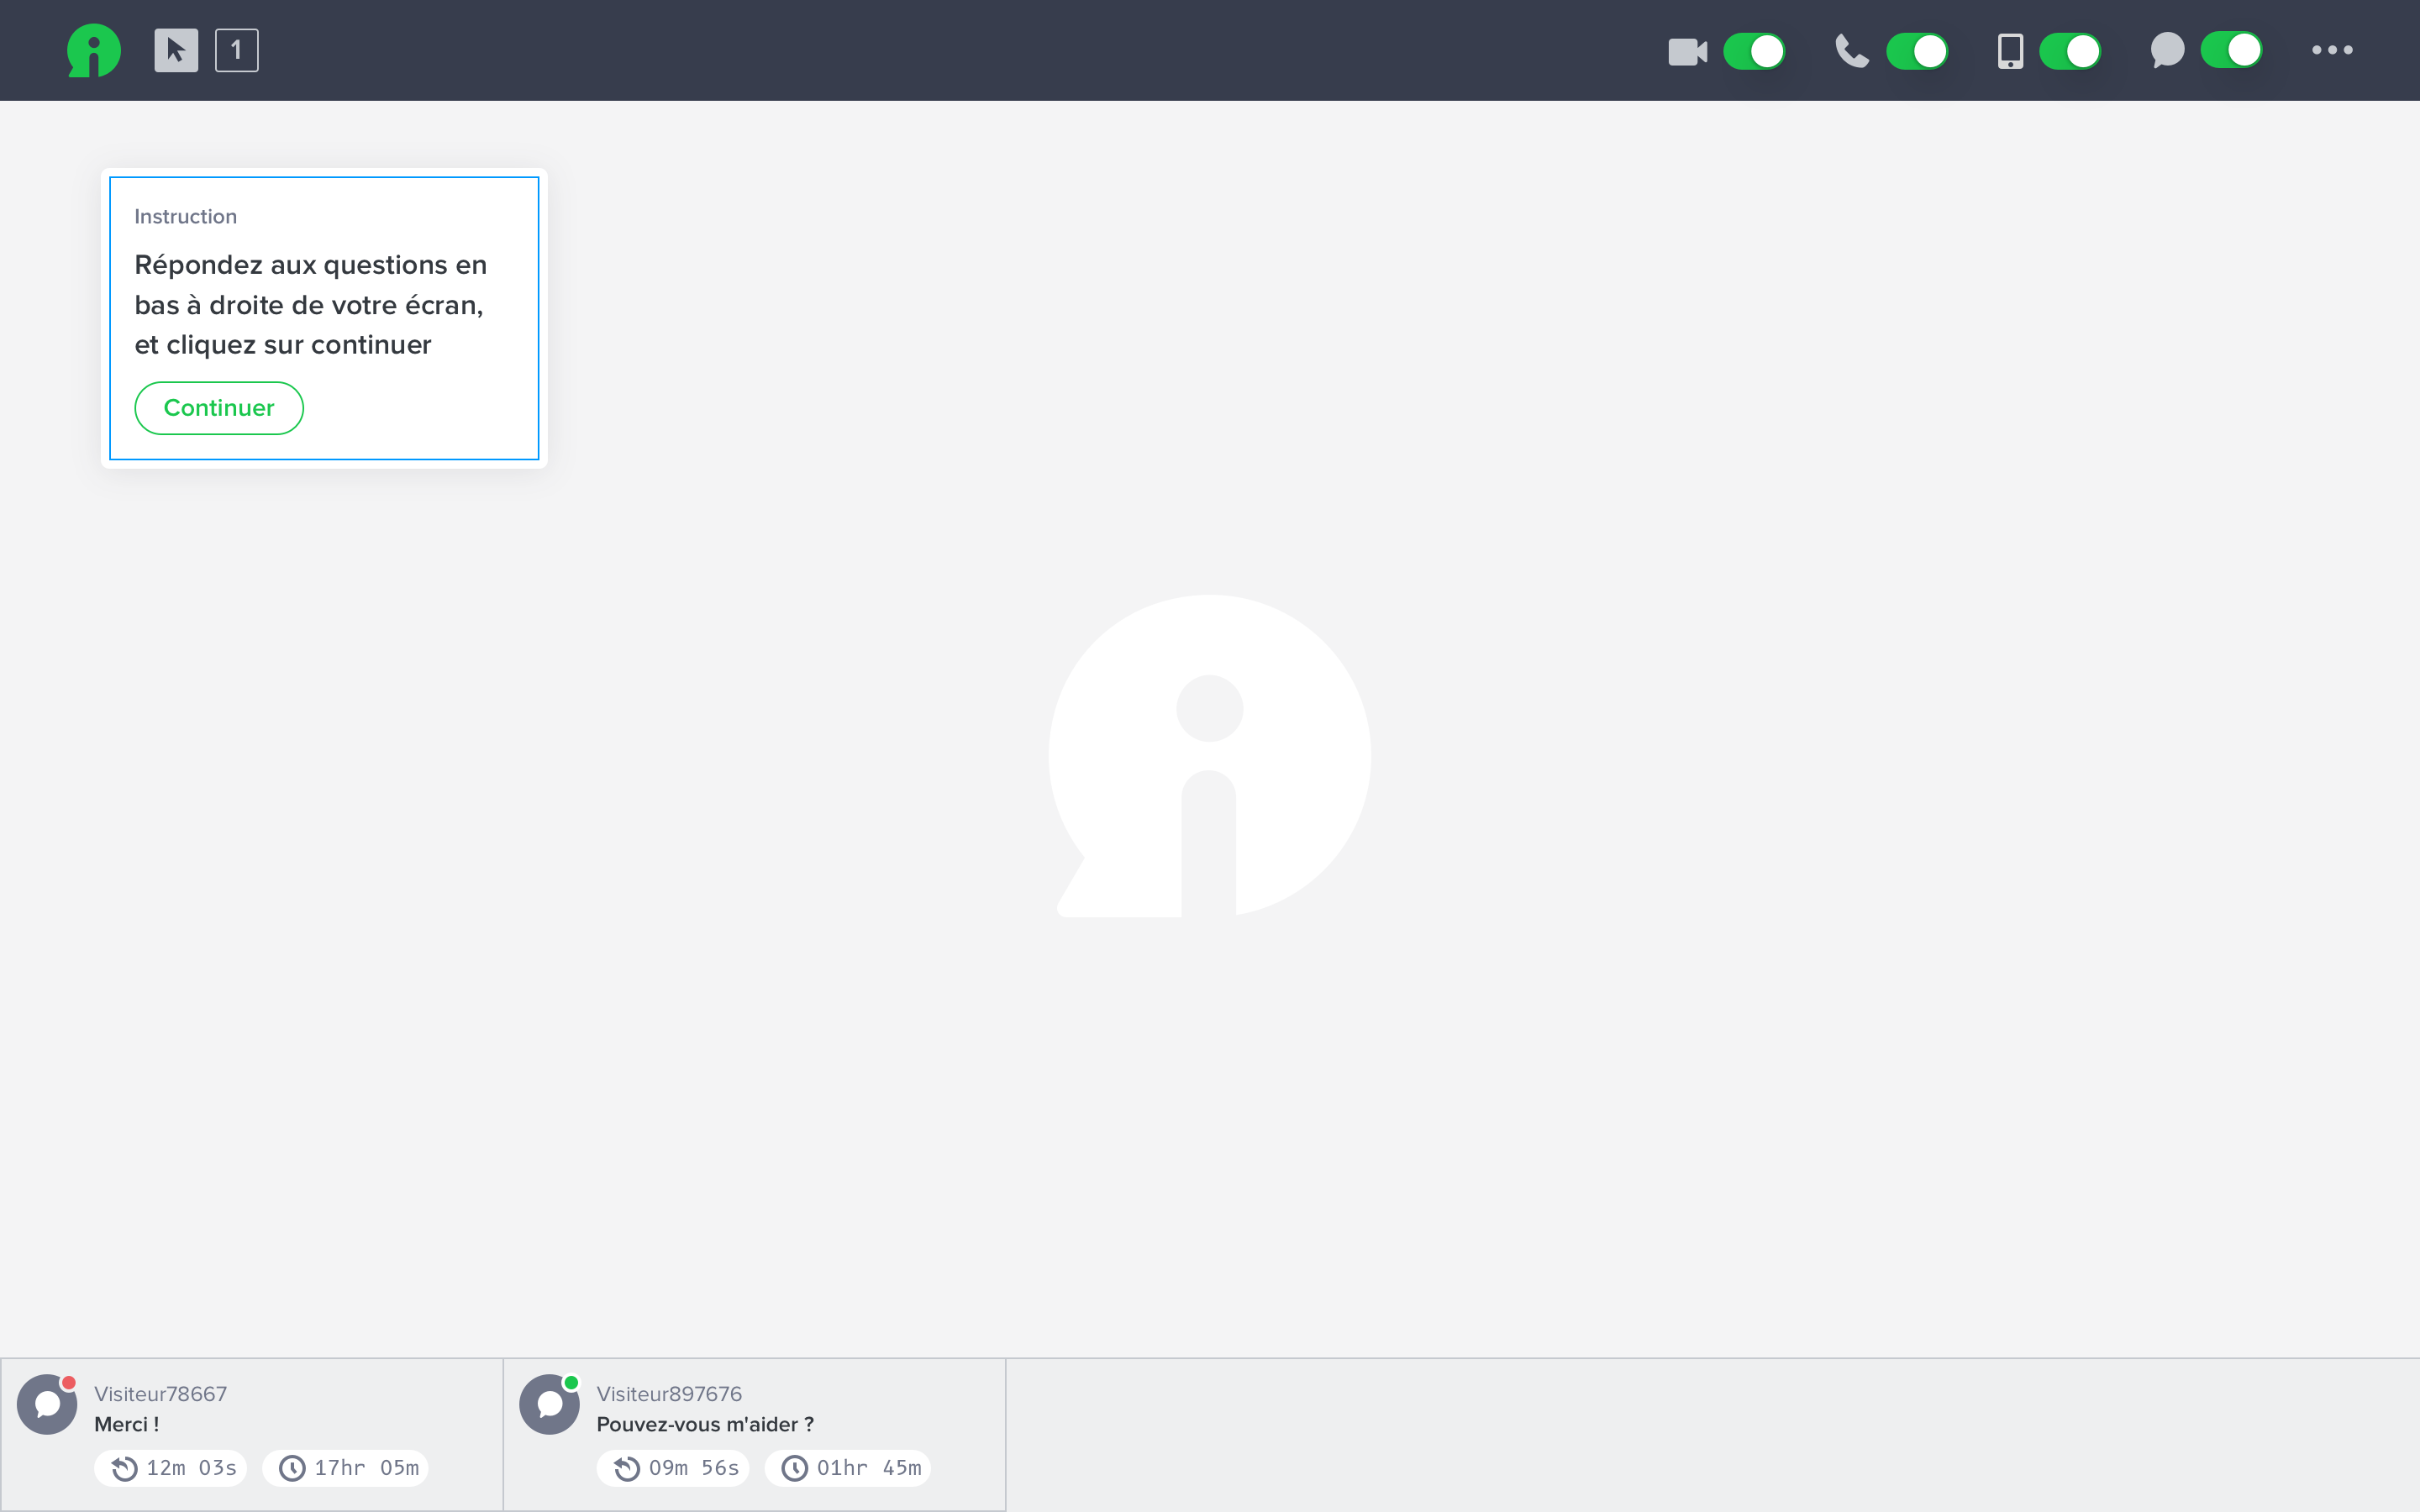 1
Instruction
Répondez aux questions en
bas à droite de votre écran,
et cliquez sur continuer
Continuer
Visiteur78667
Merci !
12m 03s 17hr 05m
Visiteur897676
Pouvez-vous m'aider ?
09m 56s 01hr 45m